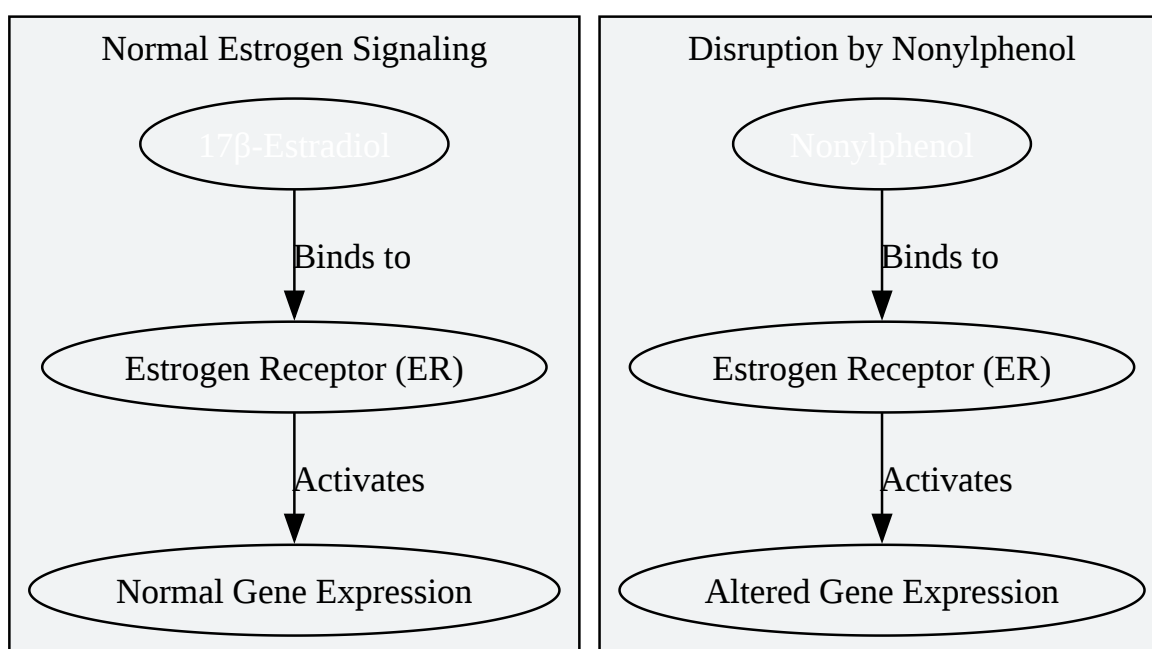 Normal Estrogen Signaling
17β-Estradiol
Binds to
Estrogen Receptor (ER)
Activates
Normal Gene Expression
Disruption by Nonylphenol
Nonylphenol
Binds to
Estrogen Receptor (ER)
Activates
Altered Gene Expression